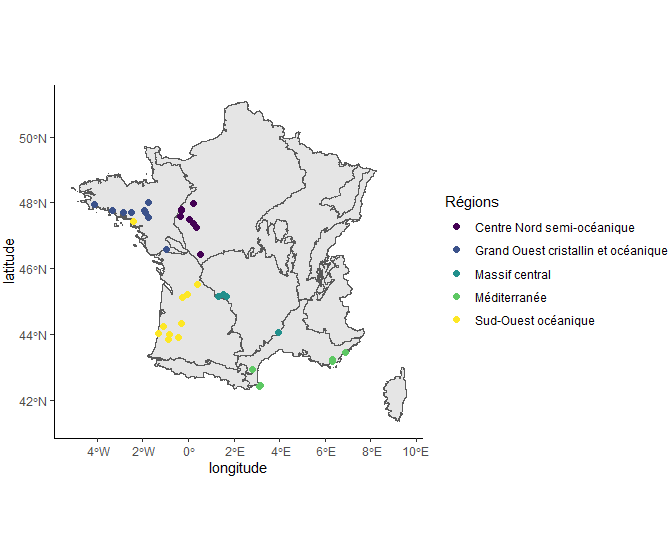 50°N
48°N
46°N
44°N
42°N
latitude
4°W
2°W
0°
2°E
4°E
6°E
8°E
10°E
longitude
Régions
Centre Nord semi-océanique
Grand Ouest cristallin et océanique
Massif central
Méditerranée
Sud-Ouest océanique